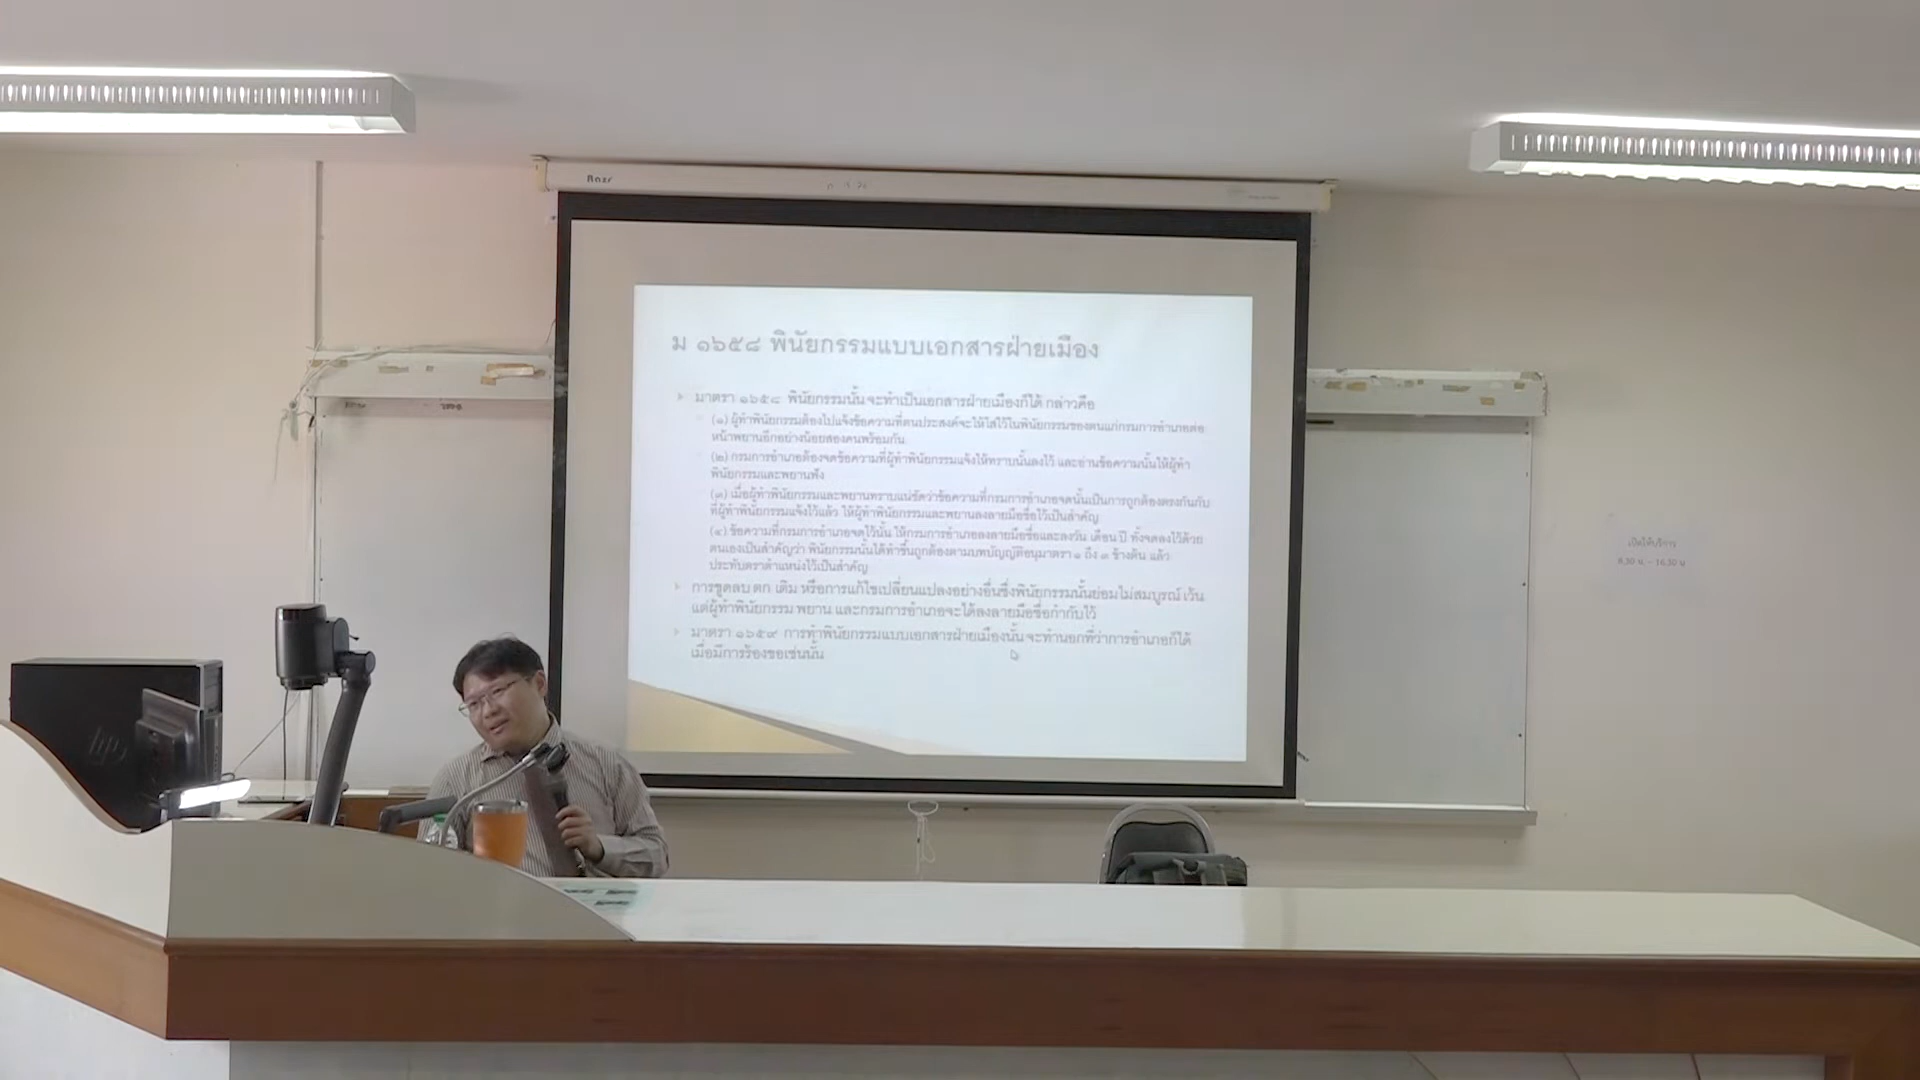 ม ๑๖๕๘ พินัยกรรมแบบเอกสารฝ่ายเมือง
มาตรา ๑๖๕๘ พินัยกรรมนั้น จะทำเป็นเอกสารฝ่ายเมืองก็ได้ กล่าวคือ
(๑) ผู้ทำพินัยกรรมต้องไปแจ้งข้อความที่ตนประสงค์จะให้ใส่ไว้ในพินัยกรรมของตนแก่กรมการอำเภอต่อ
หน้าพยานอีกอย่างน้อยสองคนพร้อมกัน
(๒) กรมการอำเภอต้องจดข้อความที่ผู้ทำพินัยกรรมแจ้งให้ทราบนั้นลงไว้ และอ่านข้อความนั้นให้ผู้ทำ
พินัยกรรมและพยานฟัง
(๓) เมื่อผู้ทำพินัยกรรมและพยานทราบแน่ชัดว่าข้อความที่กรมการอำเภอจดนั้นเป็นการถูกต้องตรงกันกับ
ที่ผู้ทำพินัยกรรมแจ้งไว้แล้ว ให้ผู้ทำพินัยกรรมและพยานลงลายมือชื่อไว้เป็นสำคัญ
(๔) ข้อความที่กรมการอำเภอจดไว้นั้น ให้กรมการอำเภอลงลายมือชื่อและลงวัน เดือน ปี ทั้งจดลงไว้ด้วย
ตนเองเป็นสำคัญว่า พินัยกรรมนั้นได้ทำขึ้นถูกต้องตามบทบัญญัติอนุมาตรา ๑ ถึง ๓ ข้างต้น แล้ว
ประทับตราตำแหน่งไว้เป็นสำคัญ
การขูดลบ ตก เติม หรือการแก้ไขเปลี่ยนแปลงอย่างอื่นซึ่งพินัยกรรมนั้นย่อมไม่สมบูรณ์ เว้น
แต่ผู้ทำพินัยกรรม พยาน และกรมการอำเภอจะได้ลงลายมือชื่อกำกับไว้
มาตรา ๑๖๕๙ การทำพินัยกรรมแบบเอกสารฝ่ายเมืองนั้น จะทำนอกที่ว่าการอำเภอก็ได้
เมื่อมีการร้องขอเช่นนั้น
เปิดให้บริการ
8.30 น. - 16.30 น
hp